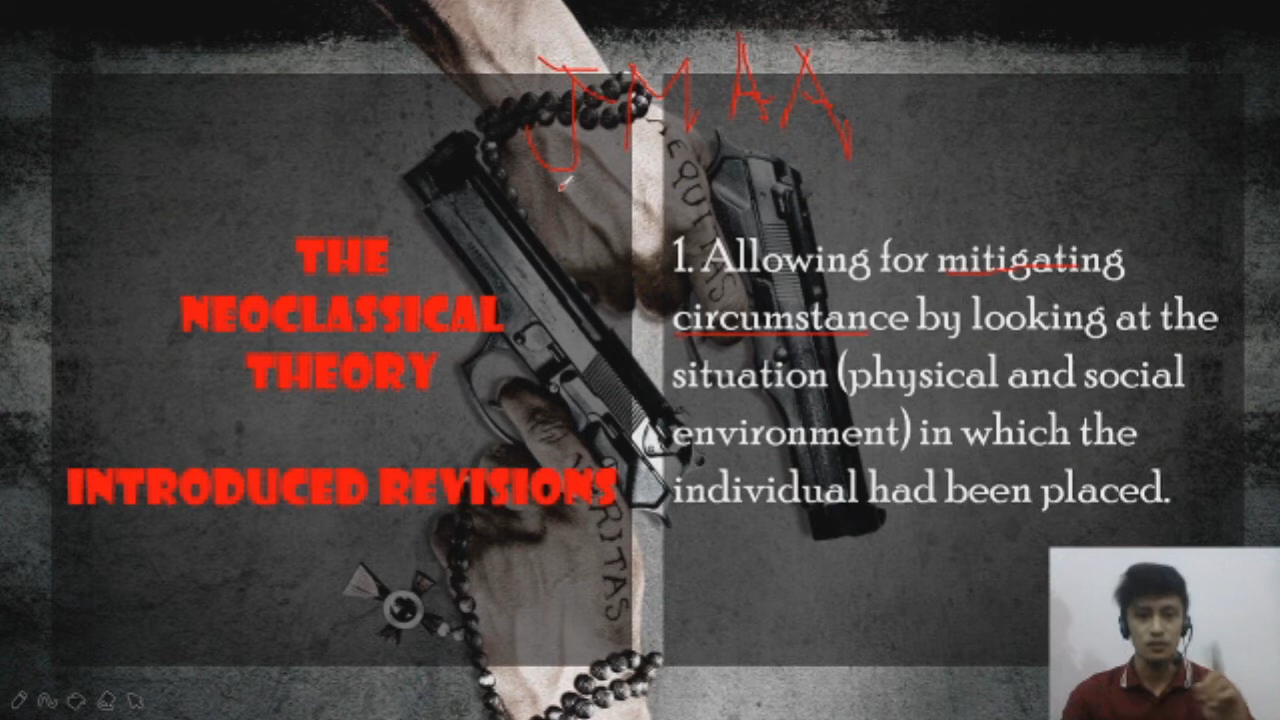 JMAA
THE
NEOCLASSICAL
THEORY
INTRODUCED REVISIONS
1. Allowing for mitigating
circumstance by looking at the
situation (physical and social
environment) in which the
individual had been placed.
EQUITAS
VERITAS